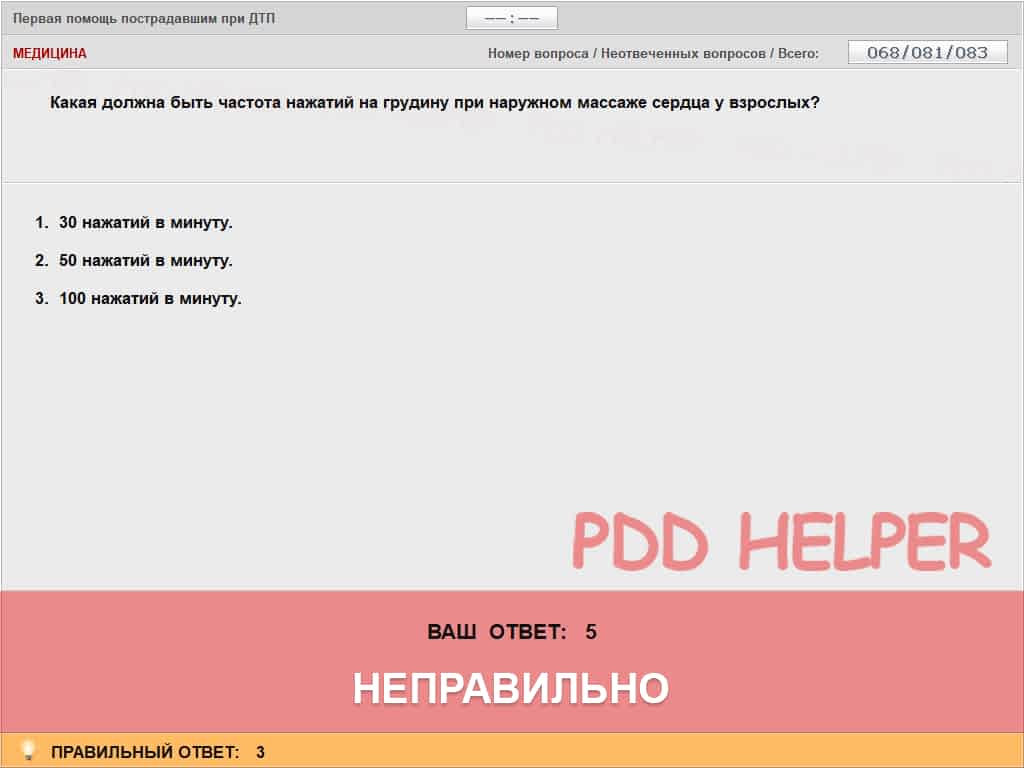 Первая помощь пострадавшим при ДТП
——:——
МЕДИЦИНА
Номер вопроса / Неотвеченных вопросов / Всего:
068/081/083
Какая должна быть частота нажатий на грудину при наружном массаже сердца у взрослых?
1. 30 нажатий в минуту.
2. 50 нажатий в минуту.
3. 100 нажатий в минуту.
PDD HELPER
ВАШ ОТВЕТ: 5
НЕПРАВИЛЬНО
ПРАВИЛЬНЫЙ ОТВЕТ: 3